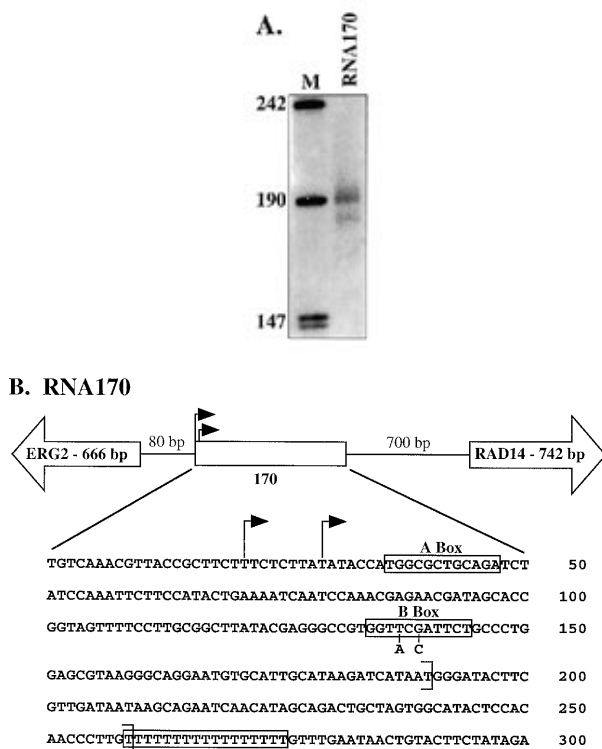 A.
M RNA170
242
190
147
B. RNA170
ERG2 - 666 bp 80 bp 170 700 bp RAD14 - 742 bp
A Box
TGTCAAACGTTACCGCTTCTTTCTCTTATATACCATGGCGCTGCAGATCT 50
ATCCAAATTCTTCCATACTGAAAATCAATCCAAACGAGAACGATAGCACC 100
B Box
GGTAGTTTTCCTTGCGGCTTATACGAGGGCCGTGGTTCGATTCTGCCCTG 150
A C
GAGCGTAAGGGCAGGAATGTGCATTGCATAAGATCATAATGGGATACTTC 200
GTTGATAATAAGCAGAATCAACATAGCAGACTGCTAGTGGCATACTCCAC 250
AACCCTTGTTTTTTTTTTTTTTTTTGTTTGAATAACTGTACTTCTATAGA 300